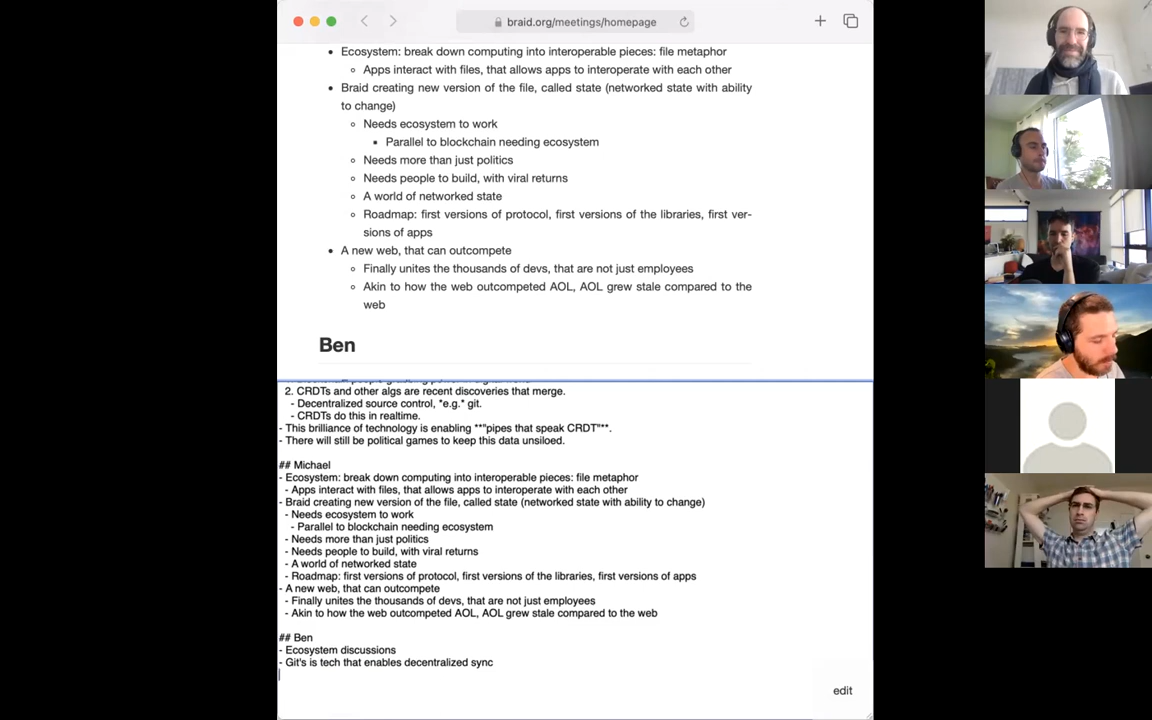 braid.org/meetings/homepage
• Ecosystem: break down computing into interoperable pieces: file metaphor
◦ Apps interact with files, that allows apps to interoperate with each other
• Braid creating new version of the file, called state (networked state with ability
to change)
◦ Needs ecosystem to work
▪ Parallel to blockchain needing ecosystem
◦ Needs more than just politics
◦ Needs people to build, with viral returns
◦ A world of networked state
◦ Roadmap: first versions of protocol, first versions of the libraries, first ver-
sions of apps
• A new web, that can outcompete
◦ Finally unites the thousands of devs, that are not just employees
◦ Akin to how the web outcompeted AOL, AOL grew stale compared to the
web
Ben
2. CRDTs and other algs are recent discoveries that merge.
- Decentralized source control, *e.g.* git.
- CRDTs do this in realtime.
- This brilliance of technology is enabling **"pipes that speak CRDT"**.
- There will still be political games to keep this data unsiloed.
## Michael
- Ecosystem: break down computing into interoperable pieces: file metaphor
- Apps interact with files, that allows apps to interoperate with each other
- Braid creating new version of the file, called state (networked state with ability to change)
- Needs ecosystem to work
- Parallel to blockchain needing ecosystem
- Needs more than just politics
- Needs people to build, with viral returns
- A world of networked state
- Roadmap: first versions of protocol, first versions of the libraries, first versions of apps
- A new web, that can outcompete
- Finally unites the thousands of devs, that are not just employees
- Akin to how the web outcompeted AOL, AOL grew stale compared to the web
## Ben
- Ecosystem discussions
- Git's is tech that enables decentralized sync
edit